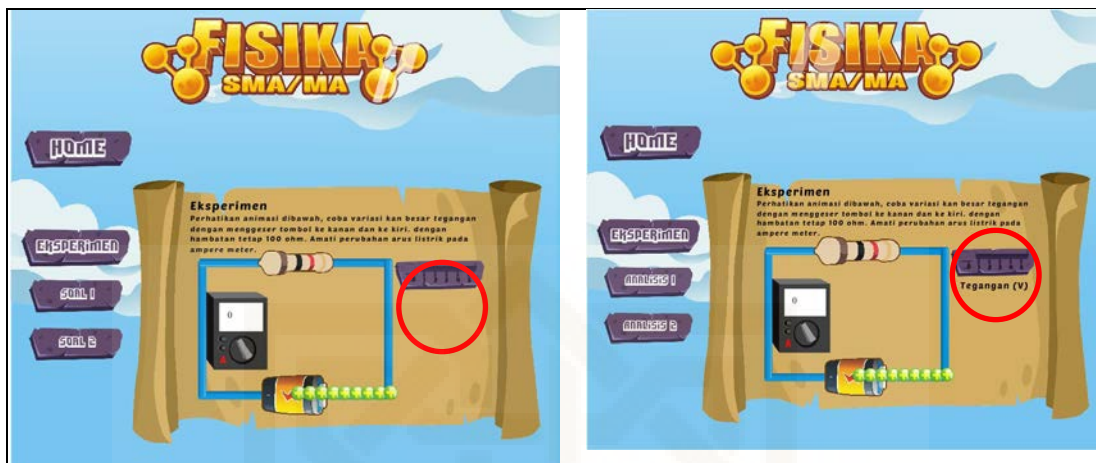 FISIKA
SMA/MA
HOME
EKSPERIMEN
SOAL 1
SOAL 2
Eksperimen
Perhatikan animasi dibawah, coba variasi kan besar tegangan
dengan menggeser tombol ke kanan dan ke kiri. dengan
hambatan tetap 100 ohm. Amati perubahan arus listrik pada
ampere meter.
0
A
FISIKA
SMA/MA
HOME
EKSPERIMEN
ANALISIS 1
ANALISIS 2
Eksperimen
Perhatikan animasi dibawah, coba variasi kan besar tegangan
dengan menggeser tombol ke kanan dan ke kiri. dengan
hambatan tetap 100 ohm. Amati perubahan arus listrik pada
ampere meter.
Tegangan (V)
0
A